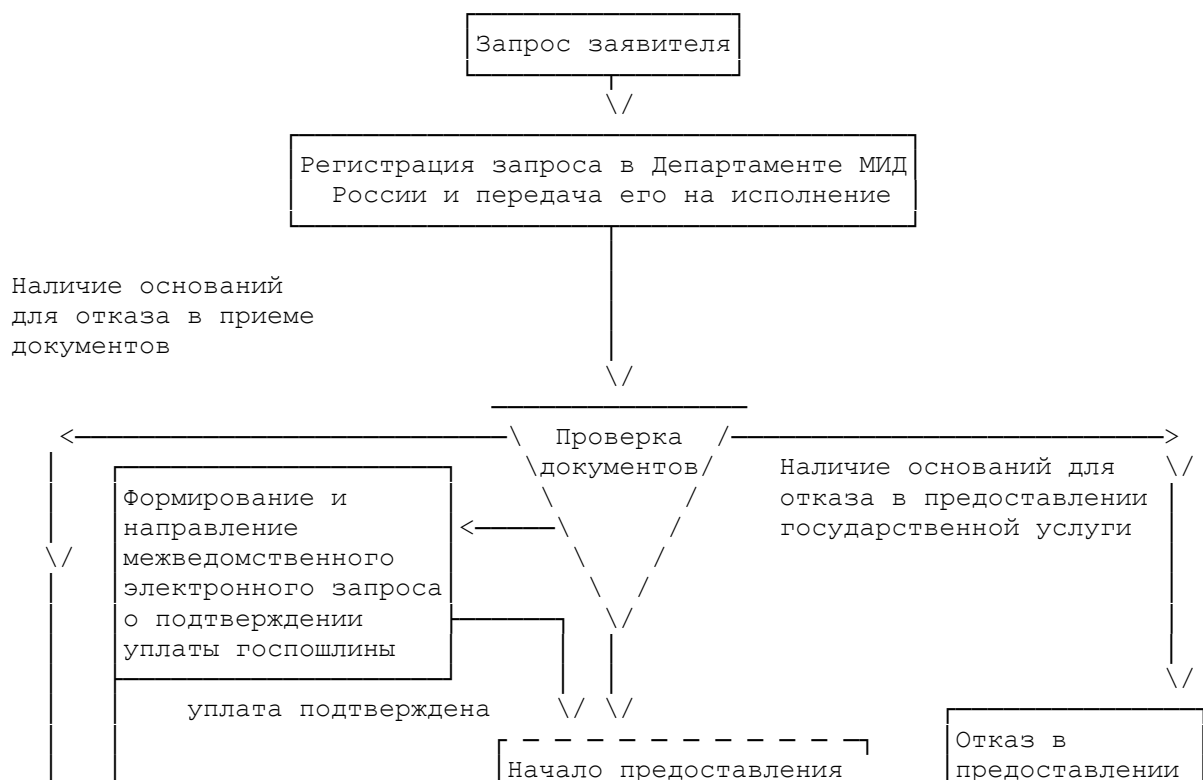 Запрос заявителя
Регистрация запроса в Департаменте МИД
России и передача его на исполнение
Наличие оснований
для отказа в приеме
документов
Проверка
документов
Наличие оснований для
отказа в предоставлении
государственной услуги
Формирование и
направление
межведомственного
электронного запроса
о подтверждении
уплаты госпошлины
уплата подтверждена
Начало предоставления
Отказ в
предоставлении